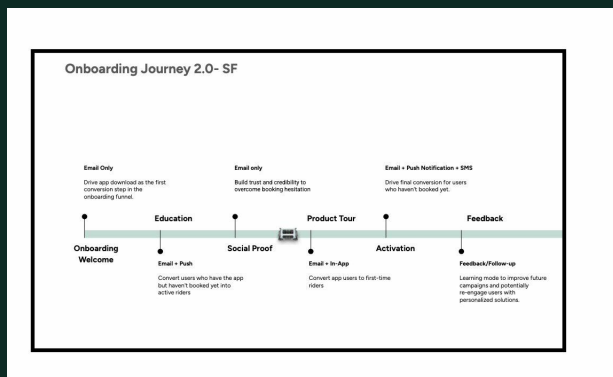 Onboarding Journey 2.0- SF
Email Only
Drive app download as the first
conversion step in the
onboarding funnel.
Email only
Build trust and credibility to
overcome booking hesitation
Email + Push Notification + SMS
Drive final conversion for users
who haven't booked yet.
Education
Product Tour
Feedback
Onboarding
Welcome
Social Proof
Activation
Email + Push
Convert users who have the app
but haven't booked yet into
active riders
Email + In-App
Convert app users to first-time
riders
Feedback/Follow-up
Learning mode to improve future
campaigns and potentially
re-engage users with
personalized solutions.